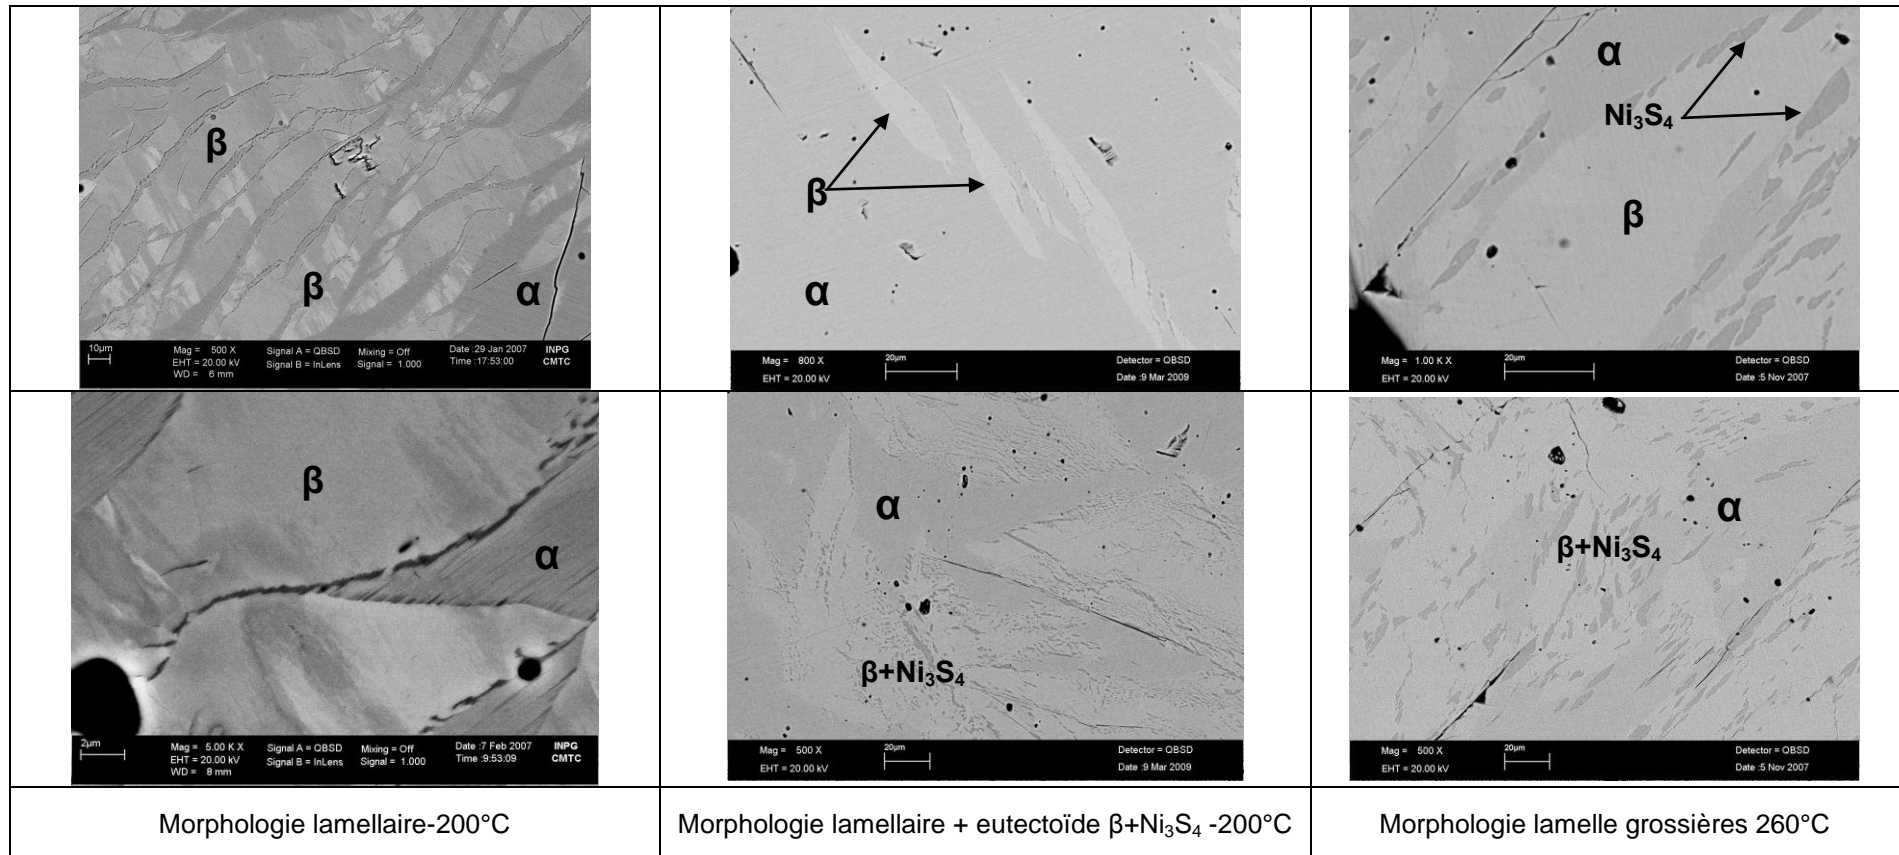 β
β
α
10µm
Mag = 500 X
EHT = 20.00 kV
WD = 6 mm
Signal A = QBSD
Signal B = InLens
Mixing = Off
Signal = 1.000
Date :29 Jan 2007
Time :17:53:00
INPG
CMTC
β
α
Mag = 800 X
EHT = 20.00 kV
20µm
Detector = QBSD
Date :9 Mar 2009
α
Ni₃S₄
β
Mag = 1.00 K X
EHT = 20.00 kV
20µm
Detector = QBSD
Date :5 Nov 2007
β
α
2µm
Mag = 5.00 K X
EHT = 20.00 kV
WD = 8 mm
Signal A = QBSD
Signal B = InLens
Mixing = Off
Signal = 1.000
Date :7 Feb 2007
Time :9:53:09
INPG
CMTC
α
β+Ni₃S₄
Mag = 500 X
EHT = 20.00 kV
20µm
Detector = QBSD
Date :9 Mar 2009
α
β+Ni₃S₄
Mag = 500 X
EHT = 20.00 kV
20µm
Detector = QBSD
Date :5 Nov 2007
Morphologie lamellaire-200°C
Morphologie lamellaire + eutectoïde β+Ni₃S₄ -200°C
Morphologie lamelle grossières 260°C